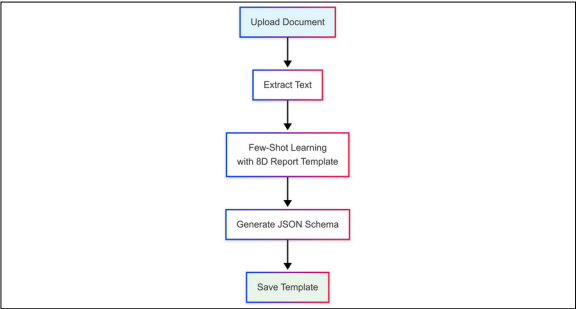 Upload Document
Extract Text
Few-Shot Learning
with 8D Report Template
Generate JSON Schema
Save Template